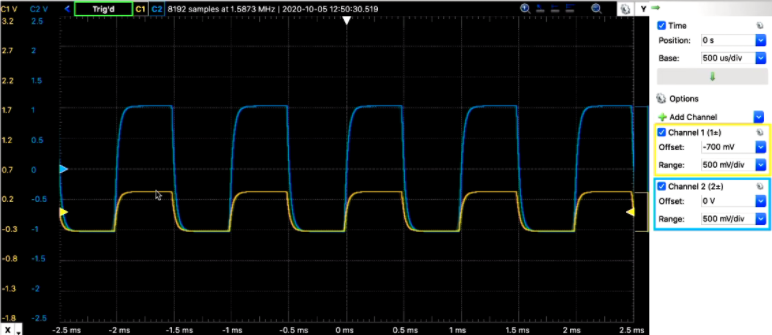 C1 V C2 V Trig'd C1 C2 8192 samples at 1.5873 MHz | 2020-10-05 12:50:30.519 Y
3.2 2.5
2.7 2
2.2 1.5
1.7 1
1.2 0.5
0.7 0
0.2 -0.5
-0.3 -1
-0.8 -1.5
-1.3 -2
-1.8 -2.5
X -2.5 ms -2 ms -1.5 ms -1 ms -0.5 ms 0 ms 0.5 ms 1 ms 1.5 ms 2 ms 2.5 ms
Time
Position: 0 s
Base: 500 us/div
Options
Add Channel
Channel 1 (1±)
Offset: -700 mV
Range: 500 mV/div
Channel 2 (2±)
Offset: 0 V
Range: 500 mV/div